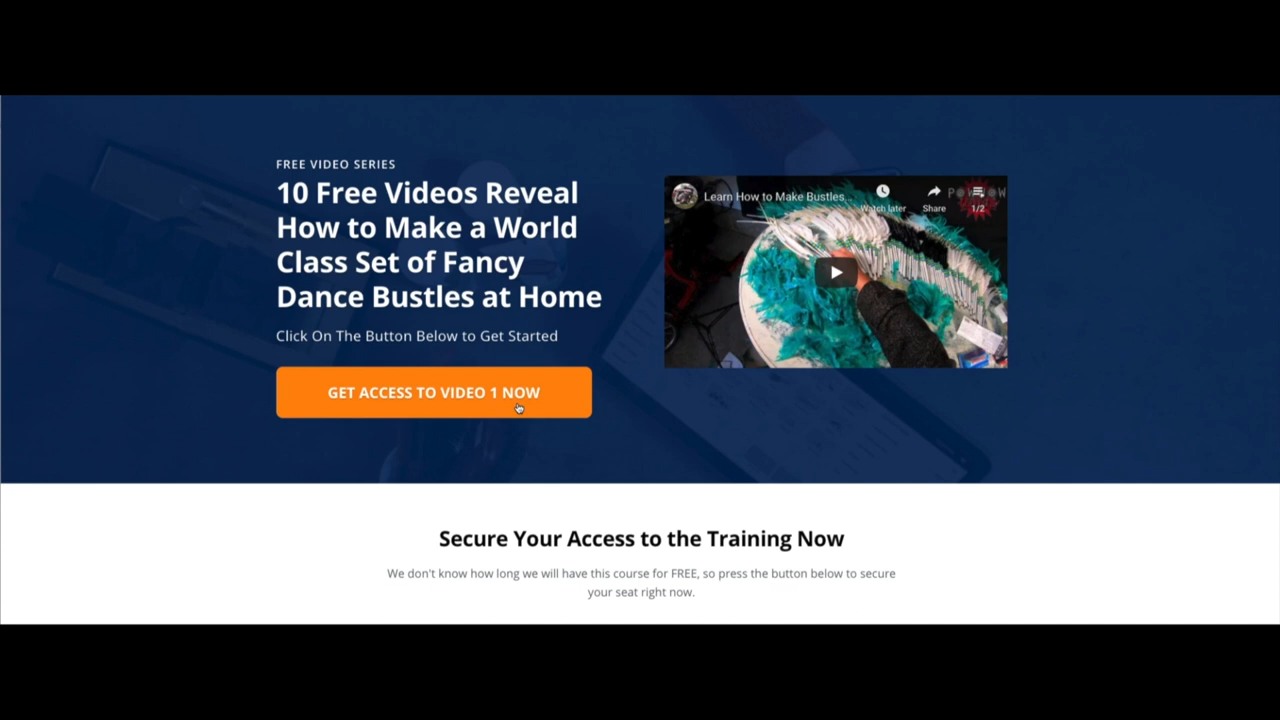 FREE VIDEO SERIES
10 Free Videos Reveal
How to Make a World
Class Set of Fancy
Dance Bustles at Home
Click On The Button Below to Get Started
GET ACCESS TO VIDEO 1 NOW
Learn How to Make Bustles...
Watch later
Share
1/2
Secure Your Access to the Training Now
We don't know how long we will have this course for FREE, so press the button below to secure
your seat right now.